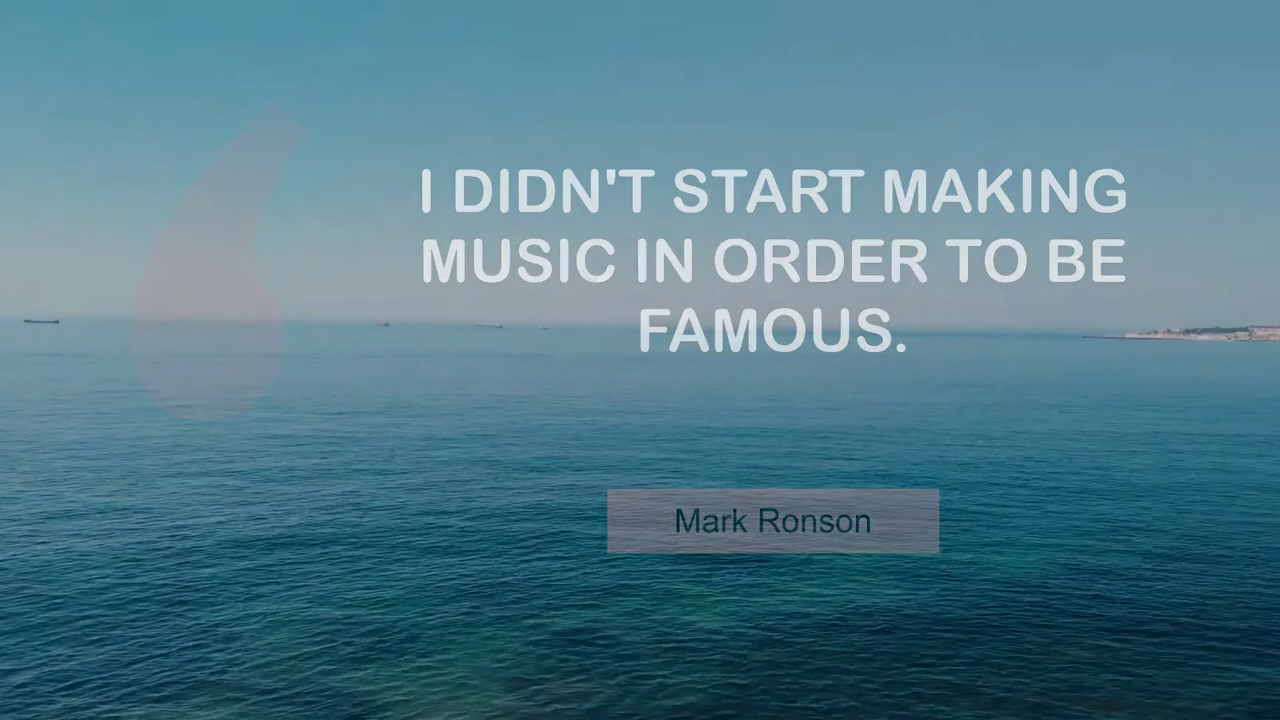 I DIDN'T START MAKING
MUSIC IN ORDER TO BE
FAMOUS.
Mark Ronson